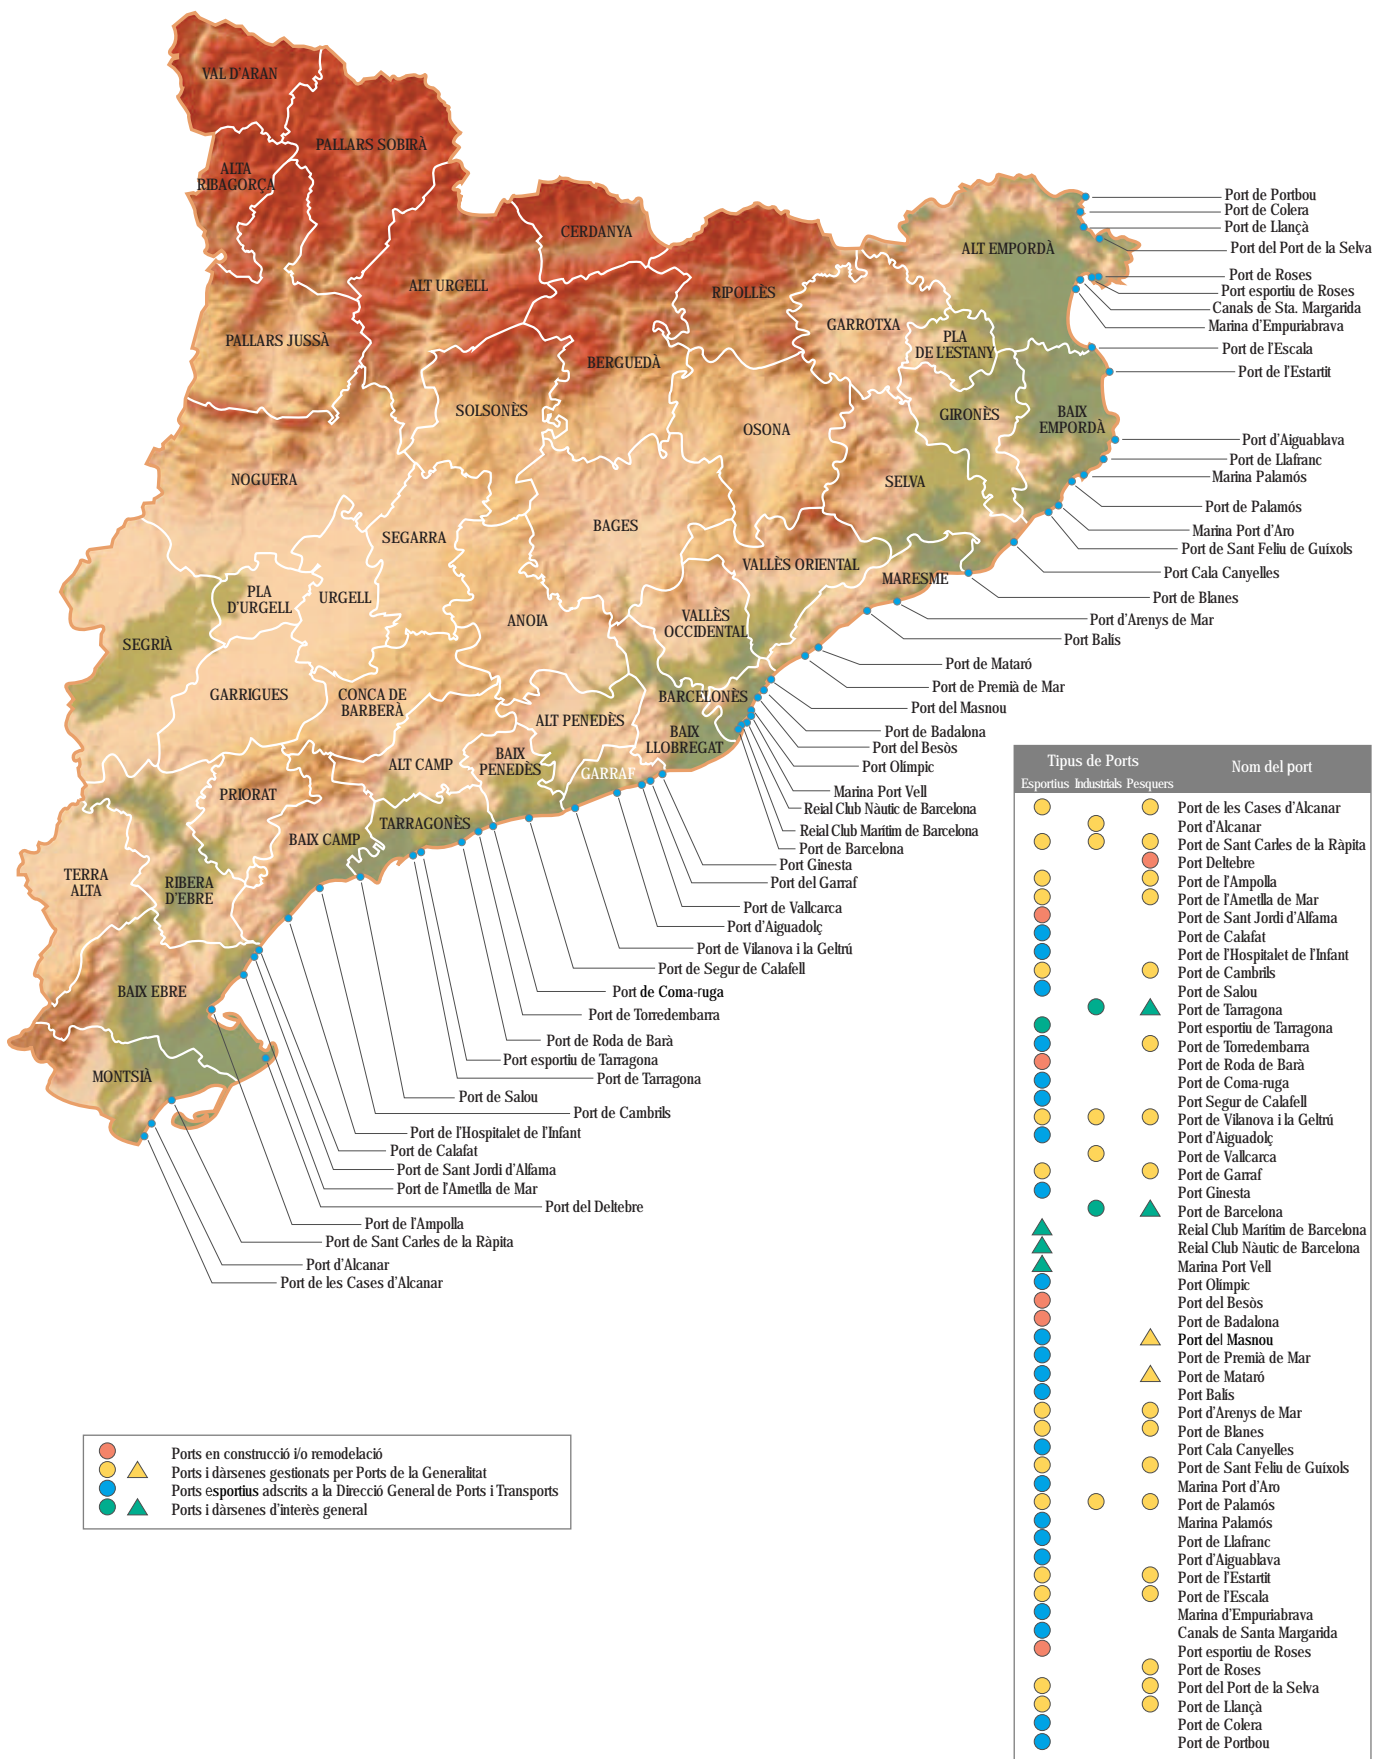 VAL D'ARAN
PALLARS SOBIRÀ
ALTA
RIBAGORÇA
CERDANYA
ALT URGELL
RIPOLLÈS
ALT EMPORDÀ
PALLARS JUSSÀ
BERGUEDÀ
GARROTXA
PLA
DE L'ESTANY
SOLSONÈS
OSONA
GIRONÈS
BAIX
EMPORDÀ
NOGUERA
SELVA
SEGARRA
BAGES
VALLÈS ORIENTAL
MARESME
PLA
D'URGELL
URGELL
ANOIA
VALLÈS
OCCIDENTAL
SEGRIÀ
GARRIGUES
CONCA DE
BARBERÀ
BARCELONÈS
ALT PENEDÈS
BAIX
LLOBREGAT
ALT CAMP
BAIX
PENEDÈS
GARRAF
PRIORAT
BAIX CAMP
TARRAGONÈS
TERRA
ALTA
RIBERA
D'EBRE
BAIX EBRE
MONTSIÀ
Port de Portbou
Port de Colera
Port de Llançà
Port del Port de la Selva
Port de Roses
Port esportiu de Roses
Canals de Sta. Margarida
Marina d'Empuriabrava
Port de l'Escala
Port de l'Estartit
Port d'Aiguablava
Port de Llafranc
Marina Palamós
Port de Palamós
Marina Port d'Aro
Port de Sant Feliu de Guíxols
Port Cala Canyelles
Port de Blanes
Port d'Arenys de Mar
Port Balís
Port de Mataró
Port de Premià de Mar
Port del Masnou
Port de Badalona
Port del Besòs
Port Olímpic
Marina Port Vell
Reial Club Nàutic de Barcelona
Reial Club Marítim de Barcelona
Port de Barcelona
Port Ginesta
Port del Garraf
Port de Vallcarca
Port d'Aiguadolç
Port de Vilanova i la Geltrú
Port de Segur de Calafell
Port de Coma-ruga
Port de Torredembarra
Port de Roda de Barà
Port esportiu de Tarragona
Port de Tarragona
Port de Salou
Port de Cambrils
Port de l'Hospitalet de l'Infant
Port de Calafat
Port de Sant Jordi d'Alfama
Port de l'Ametlla de Mar
Port del Deltebre
Port de l'Ampolla
Port de Sant Carles de la Ràpita
Port d'Alcanar
Port de les Cases d'Alcanar
Tipus de Ports
Nom del port
Esportius Industrials Pesquers
Port de les Cases d'Alcanar
Port d'Alcanar
Port de Sant Carles de la Ràpita
Port Deltebre
Port de l'Ampolla
Port de l'Ametlla de Mar
Port de Sant Jordi d'Alfama
Port de Calafat
Port de l'Hospitalet de l'Infant
Port de Cambrils
Port de Salou
Port de Tarragona
Port esportiu de Tarragona
Port de Torredembarra
Port de Roda de Barà
Port de Coma-ruga
Port Segur de Calafell
Port de Vilanova i la Geltrú
Port d'Aiguadolç
Port de Vallcarca
Port de Garraf
Port Ginesta
Port de Barcelona
Reial Club Marítim de Barcelona
Reial Club Nàutic de Barcelona
Marina Port Vell
Port Olímpic
Port del Besòs
Port de Badalona
Port del Masnou
Port de Premià de Mar
Port de Mataró
Port Balís
Port d'Arenys de Mar
Port de Blanes
Port Cala Canyelles
Port de Sant Feliu de Guíxols
Marina Port d'Aro
Port de Palamós
Marina Palamós
Port de Llafranc
Port d'Aiguablava
Port de l'Estartit
Port de l'Escala
Marina d'Empuriabrava
Canals de Santa Margarida
Port esportiu de Roses
Port de Roses
Port del Port de la Selva
Port de Llançà
Port de Colera
Port de Portbou
Ports en construcció i/o remodelació
Ports i dàrsenes gestionats per Ports de la Generalitat
Ports esportius adscrits a la Direcció General de Ports i Transports
Ports i dàrsenes d'interès general